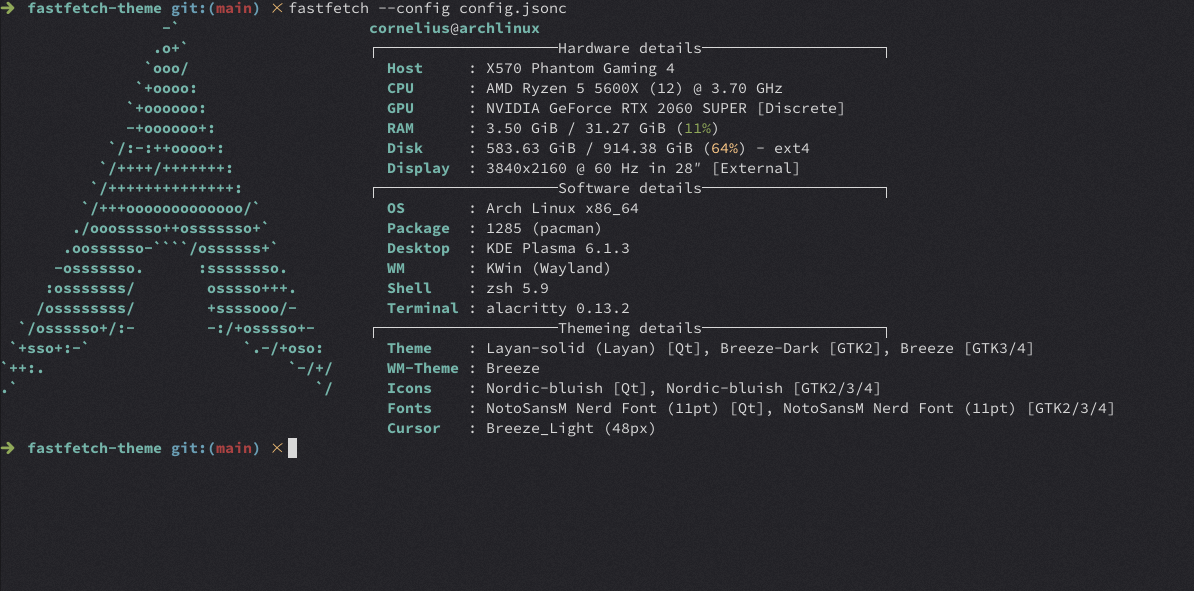 ➜  fastfetch-theme git:(main) ✕ fastfetch --config config.jsonc
                  -`                    cornelius@archlinux
                 .o+`                    ┌────────────────────Hardware details────────────────────┐
                `ooo/                      Host     : X570 Phantom Gaming 4
               `+oooo:                     CPU      : AMD Ryzen 5 5600X (12) @ 3.70 GHz
              `+oooooo:                    GPU      : NVIDIA GeForce RTX 2060 SUPER [Discrete]
              -+oooooo+:                   RAM      : 3.50 GiB / 31.27 GiB (11%)
            `/:-:++oooo+:                  Disk     : 583.63 GiB / 914.38 GiB (64%) - ext4
           `/++++/+++++++:                 Display  : 3840x2160 @ 60 Hz in 28″ [External]
          `/++++++++++++++:              ┌────────────────────Software details────────────────────┐
         `/+++ooooooooooooo/`              OS       : Arch Linux x86_64
        ./ooosssso++osssssso+`             Package  : 1285 (pacman)
       .oossssso-````/ossssss+`            Desktop  : KDE Plasma 6.1.3
      -osssssso.      :ssssssso.           WM       : KWin (Wayland)
     :osssssss/        osssso+++.          Shell    : zsh 5.9
    /ossssssss/        +ssssooo/-          Terminal : alacritty 0.13.2
  `/ossssso+/:-        -:/+osssso+-      ┌────────────────────Themeing details────────────────────┐
 `+sso+:-`                 `.-/+oso:       Theme    : Layan-solid (Layan) [Qt], Breeze-Dark [GTK2], Breeze [GTK3/4]
`++:.                           `-/+/      WM-Theme : Breeze
.`                                 `/      Icons    : Nordic-bluish [Qt], Nordic-bluish [GTK2/3/4]
                                           Fonts    : NotoSansM Nerd Font (11pt) [Qt], NotoSansM Nerd Font (11pt) [GTK2/3/4]
                                           Cursor   : Breeze_Light (48px)
➜  fastfetch-theme git:(main) ✕